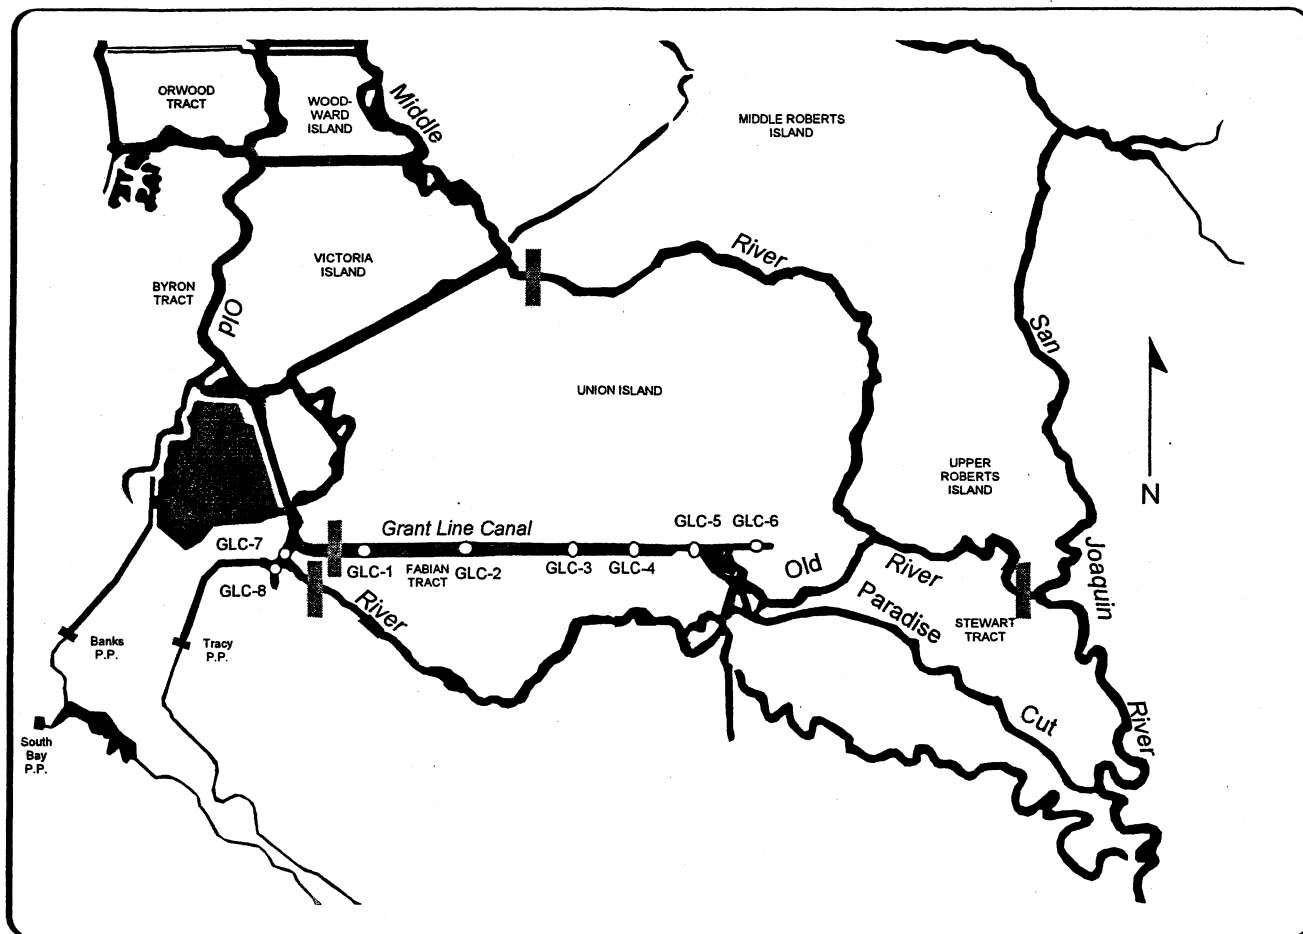 ORWOOD
TRACT
WOOD-
WARD
ISLAND
Middle
MIDDLE ROBERTS
ISLAND
River
VICTORIA
ISLAND
BYRON
TRACT
Old
San
UNION ISLAND
UPPER
ROBERTS
ISLAND
N
Grant Line Canal
GLC-5
GLC-6
GLC-7
GLC-1
FABIAN
TRACT
GLC-2
GLC-3
GLC-4
GLC-8
Old
River
Joaquin
River
Paradise
STEWART
TRACT
Banks
P.P.
Tracy
P.P.
Cut
River
South
Bay
P.P.